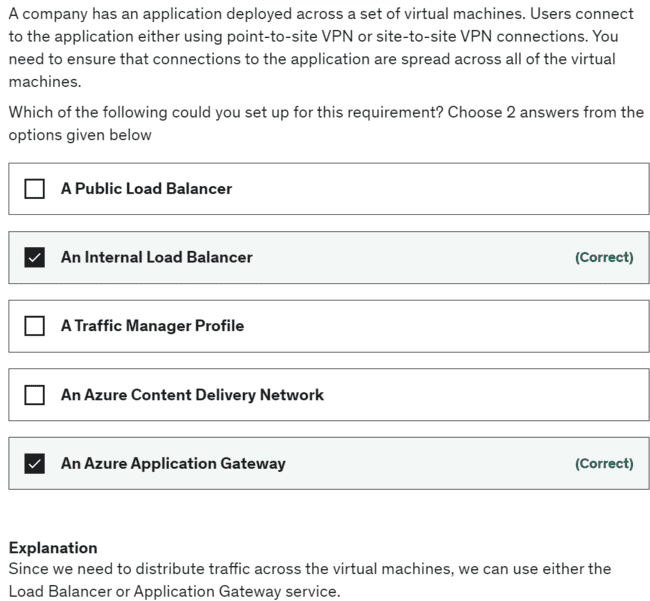 A company has an application deployed across a set of virtual machines. Users connect
to the application either using point-to-site VPN or site-to-site VPN connections. You
need to ensure that connections to the application are spread across all of the virtual
machines.
Which of the following could you set up for this requirement? Choose 2 answers from the
options given below
A Public Load Balancer
An Internal Load Balancer (Correct)
A Traffic Manager Profile
An Azure Content Delivery Network
An Azure Application Gateway (Correct)
Explanation
Since we need to distribute traffic across the virtual machines, we can use either the
Load Balancer or Application Gateway service.